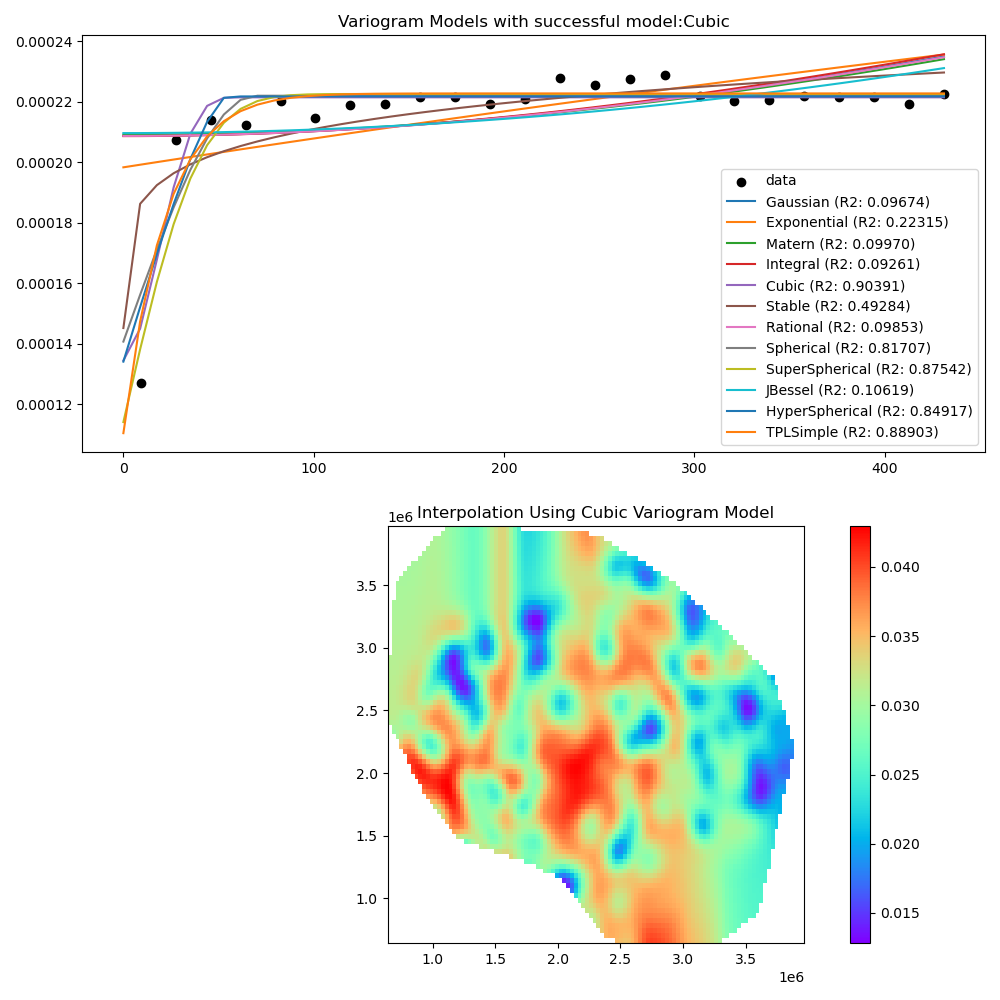 Variogram Models with successful model:Cubic
0.00024
0.00022
0.00020
0.00018
0.00016
0.00014
0.00012
data
Gaussian (R2: 0.09674)
Exponential (R2: 0.22315)
Matern (R2: 0.09970)
Integral (R2: 0.09261)
Cubic (R2: 0.90391)
Stable (R2: 0.49284)
Rational (R2: 0.09853)
Spherical (R2: 0.81707)
SuperSpherical (R2: 0.87542)
JBessel (R2: 0.10619)
HyperSpherical (R2: 0.84917)
TPLSimple (R2: 0.88903)
0 100 200 300 400
Interpolation Using Cubic Variogram Model
1e6
3.5
3.0
2.5
2.0
1.5
1.0
1.0 1.5 2.0 2.5 3.0 3.5
1e6
0.040
0.035
0.030
0.025
0.020
0.015